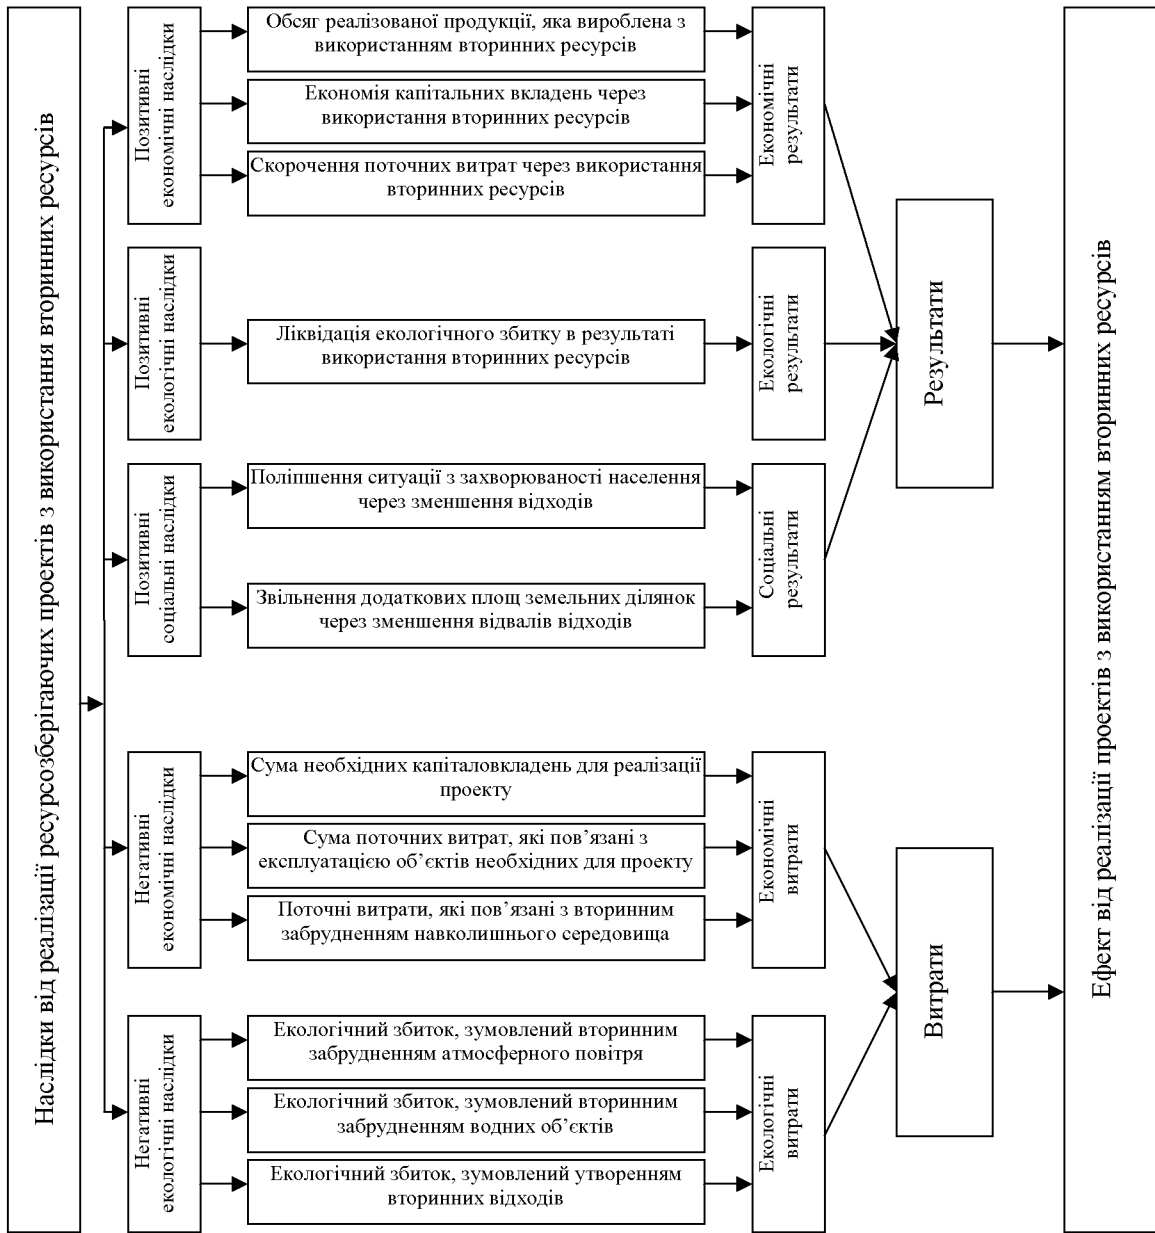 Наслідки від реалізації ресурсозберігаючих проектів з використання вторинних ресурсів
Позитивні
економічні наслідки
Обсяг реалізованої продукції, яка вироблена з
використанням вторинних ресурсів
Економія капітальних вкладень через
використання вторинних ресурсів
Скорочення поточних витрат через використання
вторинних ресурсів
Економічні
результати
Позитивні
екологічні наслідки
Ліквідація екологічного збитку в результаті
використання вторинних ресурсів
Екологічні
результати
Позитивні
соціальні наслідки
Поліпшення ситуації з захворюваності населення
через зменшення відходів
Звільнення додаткових площ земельних ділянок
через зменшення відвалів відходів
Соціальні
результати
Результати
Негативні
економічні наслідки
Сума необхідних капіталовкладень для реалізації
проекту
Сума поточних витрат, які пов’язані з
експлуатацією об’єктів необхідних для проекту
Поточні витрати, які пов’язані з вторинним
забрудненням навколишнього середовища
Економічні
витрати
Негативні
екологічні наслідки
Екологічний збиток, зумовлений вторинним
забрудненням атмосферного повітря
Екологічний збиток, зумовлений вторинним
забрудненням водних об’єктів
Екологічний збиток, зумовлений утворенням
вторинних відходів
Екологічні
витрати
Витрати
Ефект від реалізації проектів з використанням вторинних ресурсів